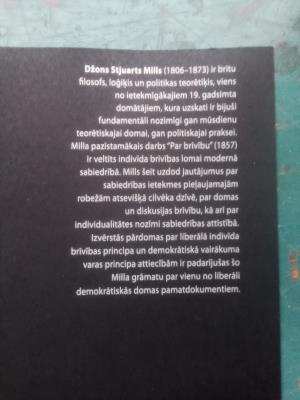 Džons Stjuarts Mills (1806–1873) ir britu
filosofs, loģiķis un politikas teorētiķis, viens
no ietekmīgākajiem 19. gadsimta
domātājiem, kura uzskati ir bijuši
fundamentāli nozīmīgi gan mūsdienu
teorētiskajai domai, gan politiskajai praksei.
Milla pazīstamākais darbs "Par brīvību" (1857)
ir veltīts indivīda brīvības lomai modernā
sabiedrībā. Mills šeit uzdod jautājumus par
sabiedrības ietekmes pieļaujamajām
robežām atsevišķā cilvēka dzīvē, par domas
un diskusijas brīvību, kā arī par
individualitātes nozīmi sabiedrības attīstībā.
Izvērstās pārdomas par liberālā indivīda
brīvības principa un demokrātiskā vairākuma
varas principa attiecībām ir padarījušas šo
Milla grāmatu par vienu no liberāli
demokrātiskās domas pamatdokumentiem.